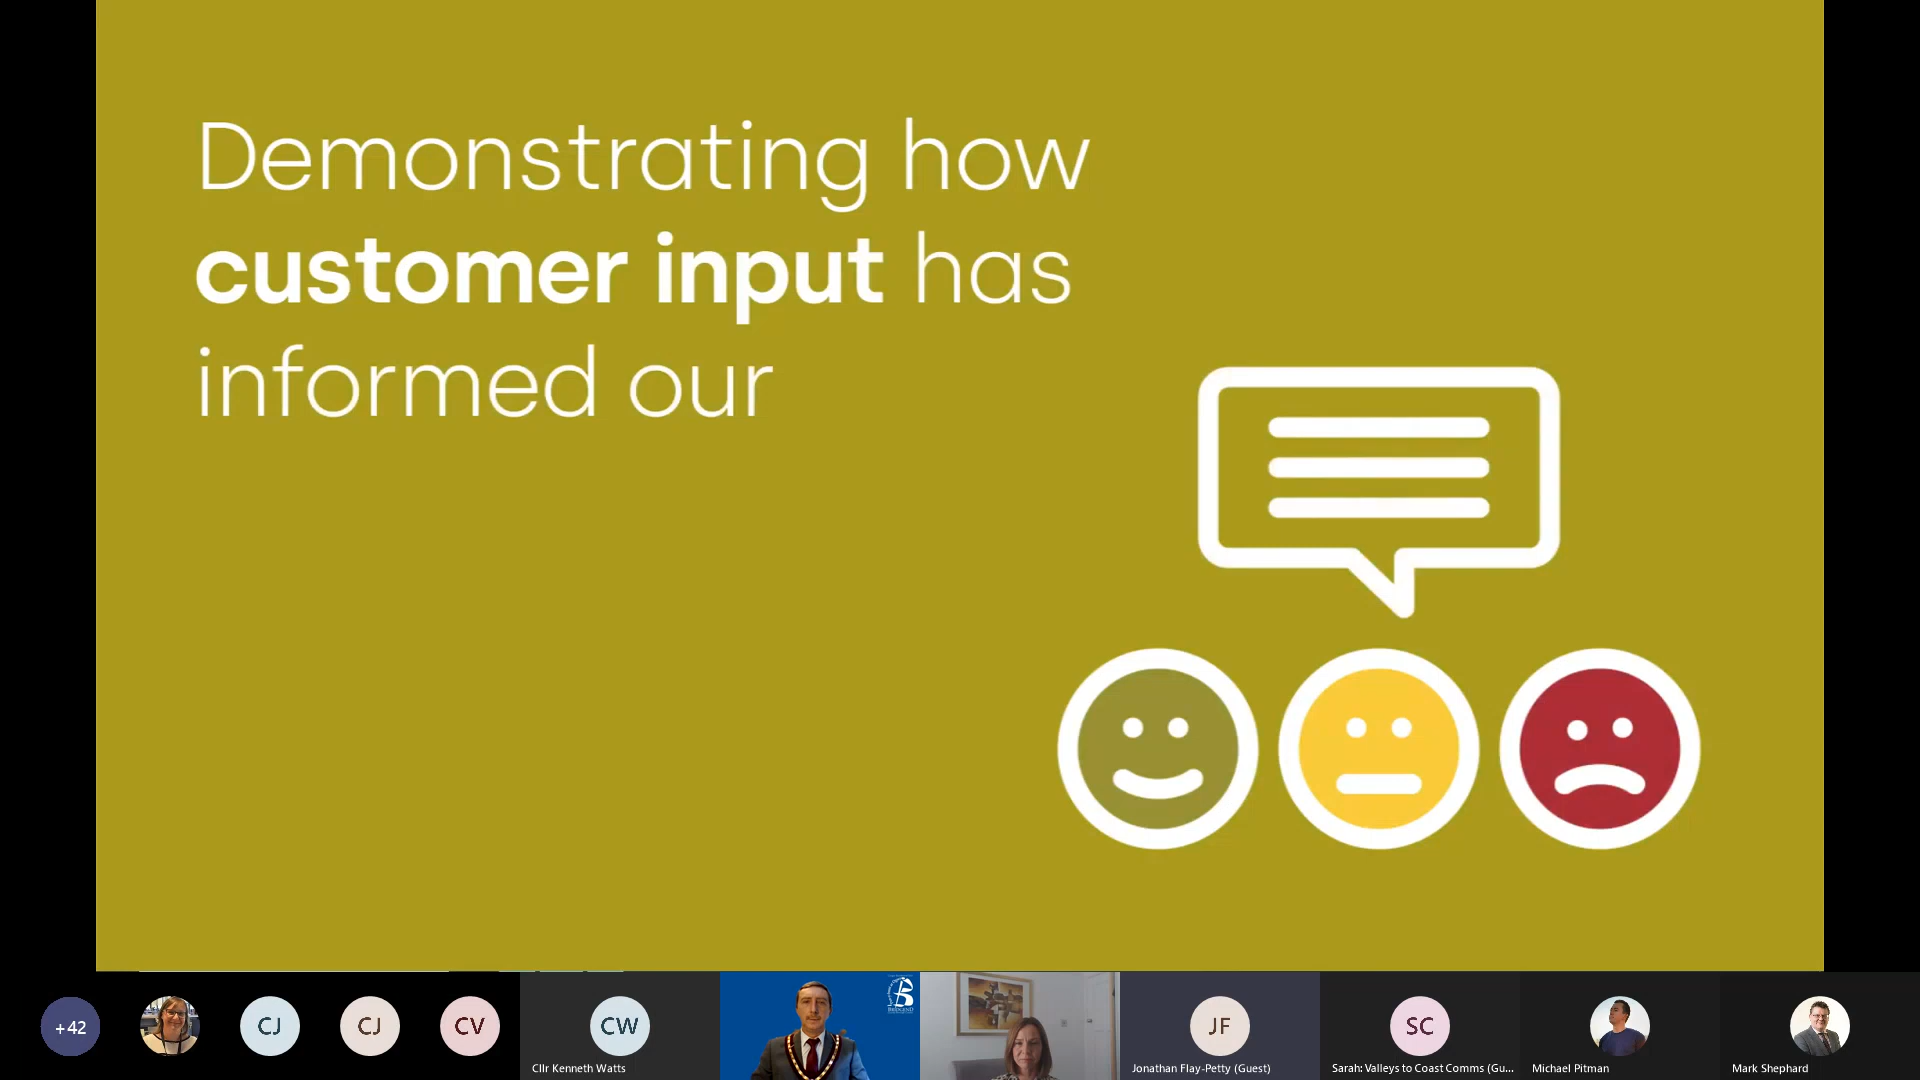 Demonstrating how
customer input has
informed our
+42
CJ
CJ
CV
CW
Cllr Kenneth Watts
BRIDGEND
JF
Jonathan Flay-Petty (Guest)
SC
Sarah: Valleys to Coast Comms (Gu...
Michael Pitman
Mark Shephard